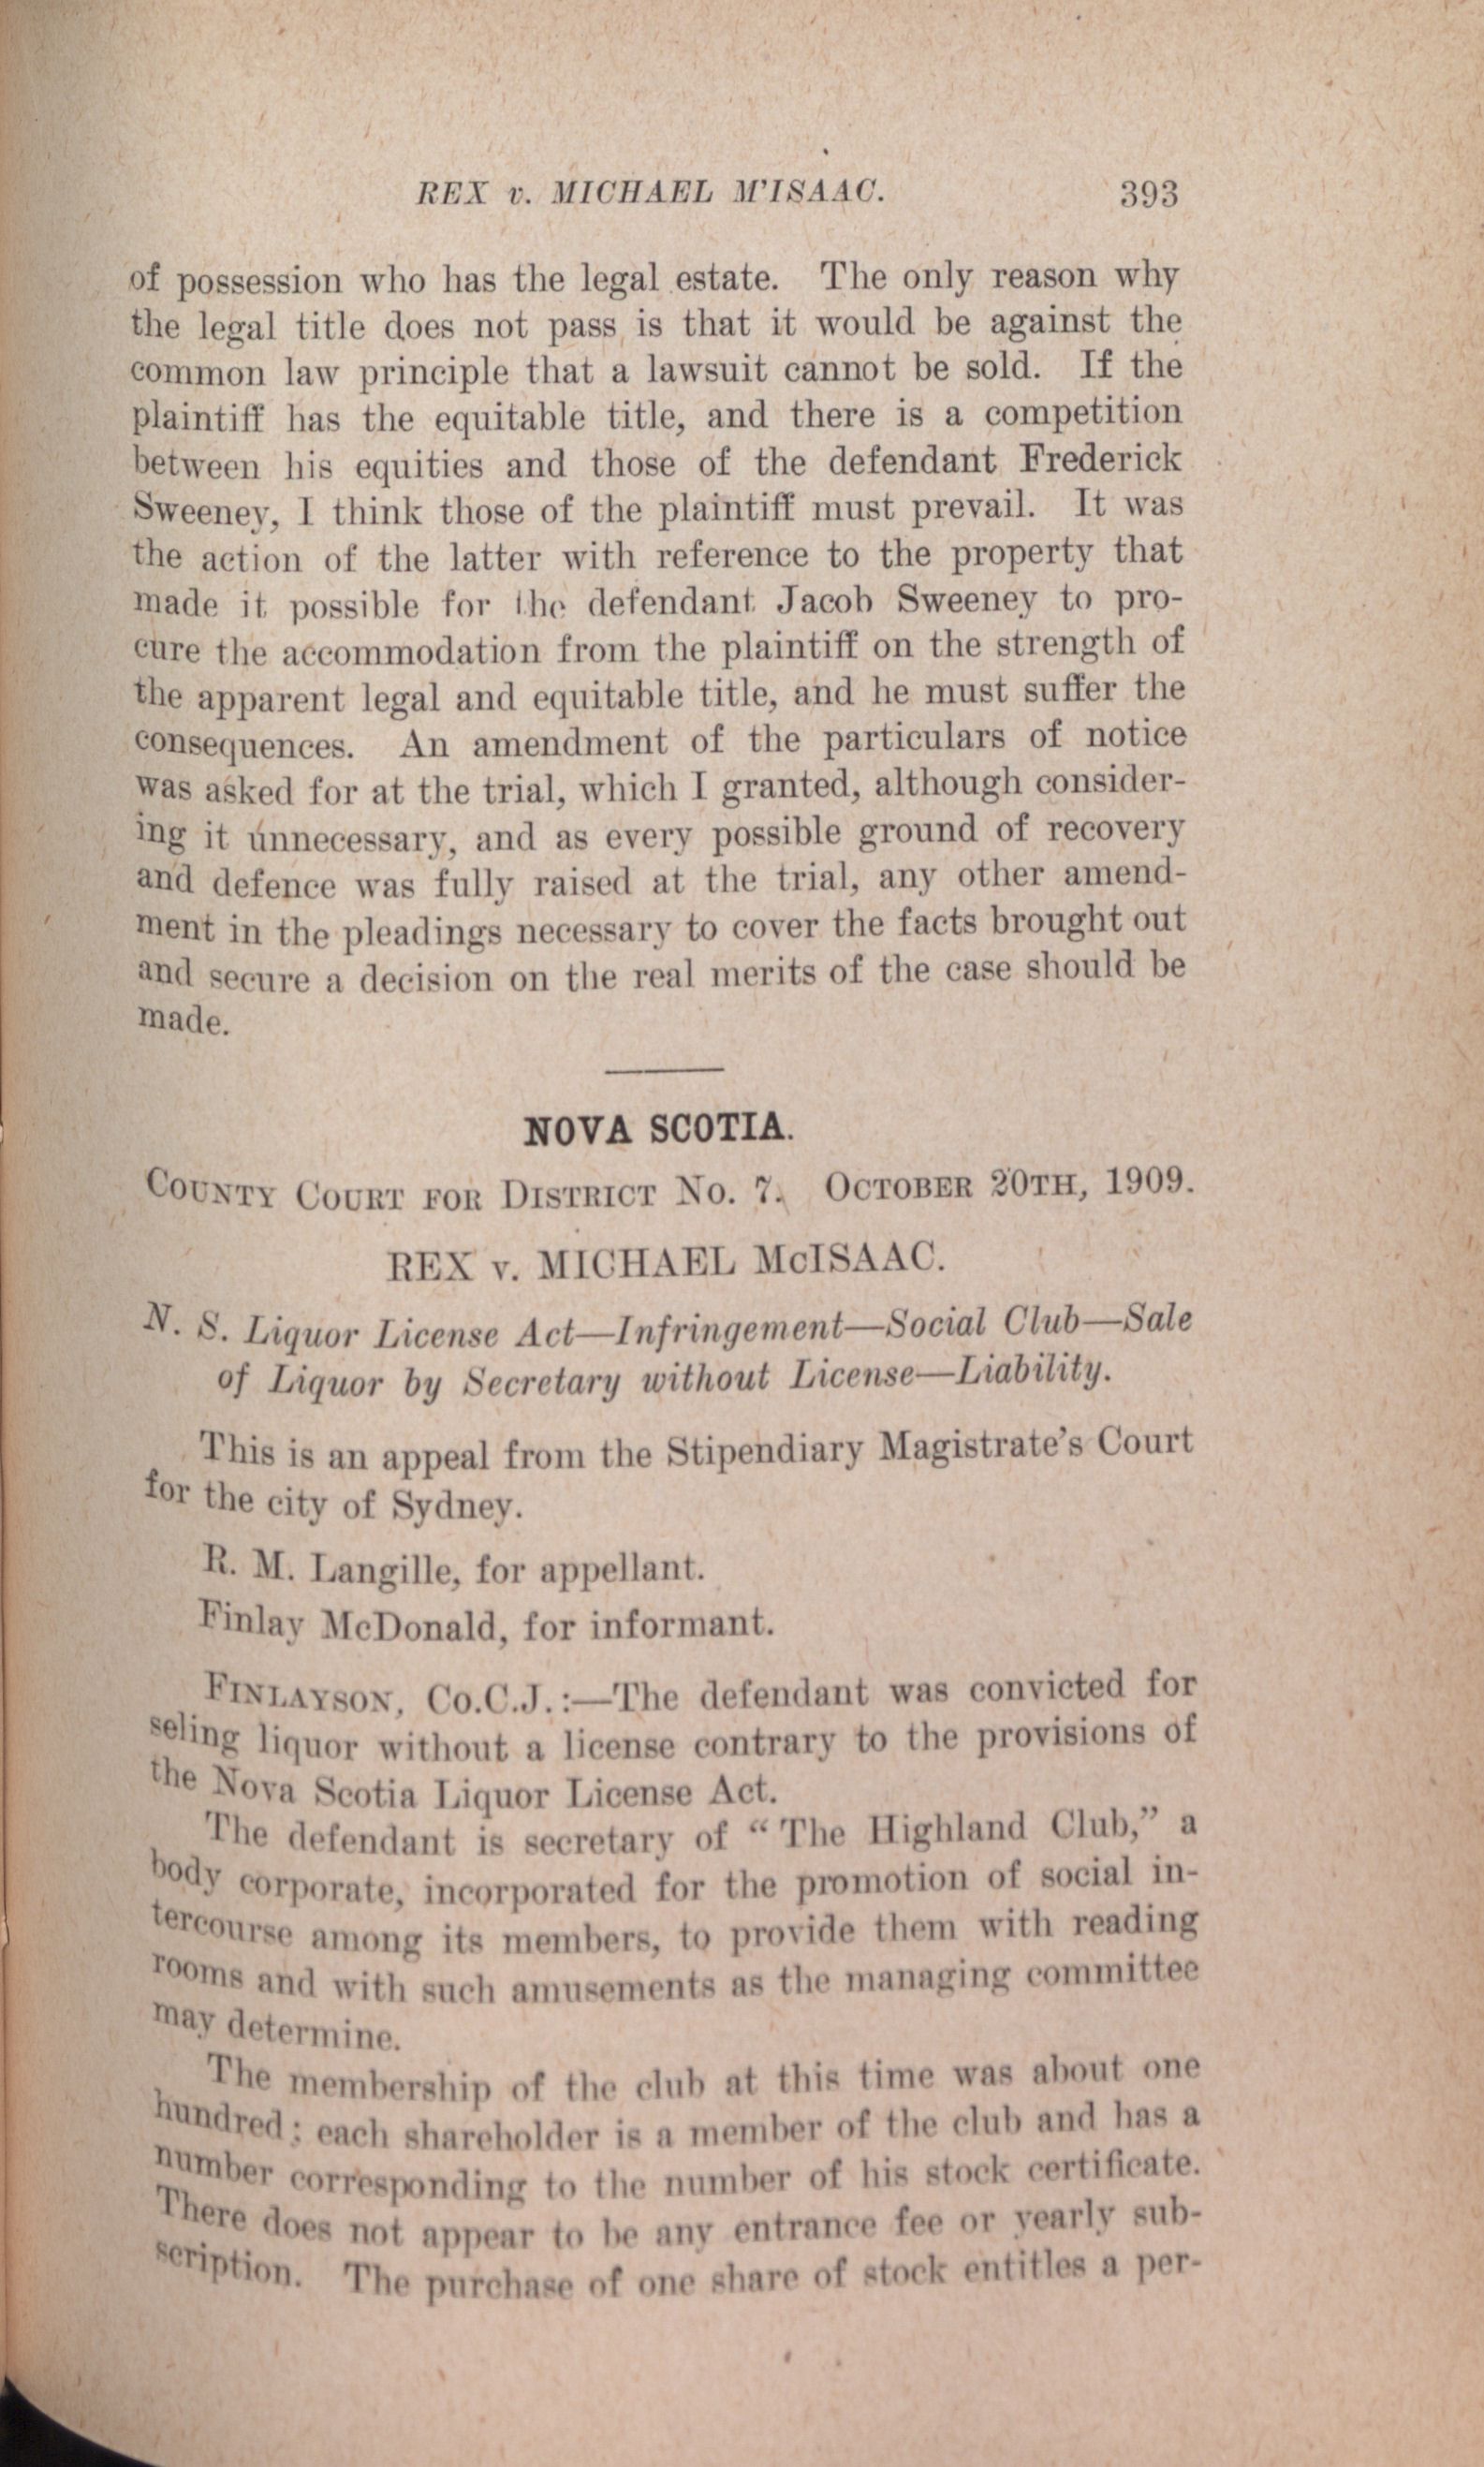 REX v. MICHAEL M'ISAAC. 393
of possession who has the legal estate. The only reason why
the legal title does not pass is that it would be against the
common law principle that a lawsuit cannot be sold. If the
plaintiff has the equitable title, and there is a competition
between his equities and those of the defendant Frederick
Sweeney, I think those of the plaintiff must prevail. It was
the action of the latter with reference to the property that
made it possible for the defendant Jacob Sweeney to pro-
cure the accommodation from the plaintiff on the strength of
the apparent legal and equitable title, and he must suffer the
consequences. An amendment of the particulars of notice
was asked for at the trial, which I granted, although consider-
ing it unnecessary, and as every possible ground of recovery
and defence was fully raised at the trial, any other amend-
ment in the pleadings necessary to cover the facts brought out
and secure a decision on the real merits of the case should be
made.
NOVA SCOTIA.
COUNTY COURT FOR DISTRICT NO. 7. OCTOBER 20TH, 1909.
REX v. MICHAEL McISAAC.
N. S. Liquor License Act—Infringement—Social Club—Sale
of Liquor by Secretary without License—Liability.
This is an appeal from the Stipendiary Magistrate's Court
for the city of Sydney.
R. M. Langille, for appellant.
Finlay McDonald, for informant.
FINLAYSON, CO.C.J.:—The defendant was convicted for
seling liquor without a license contrary to the provisions of
the Nova Scotia Liquor License Act.
The defendant is secretary of “The Highland Club,” a
body corporate, incorporated for the promotion of social in-
tercourse among its members, to provide them with reading
rooms and with such amusements as the managing committee
may determine.
The membership of the club at this time was about one
hundred; each shareholder is a member of the club and has a
number corresponding to the number of his stock certificate.
There does not appear to be any entrance fee or yearly sub-
scription. The purchase of one share of stock entitles a per-